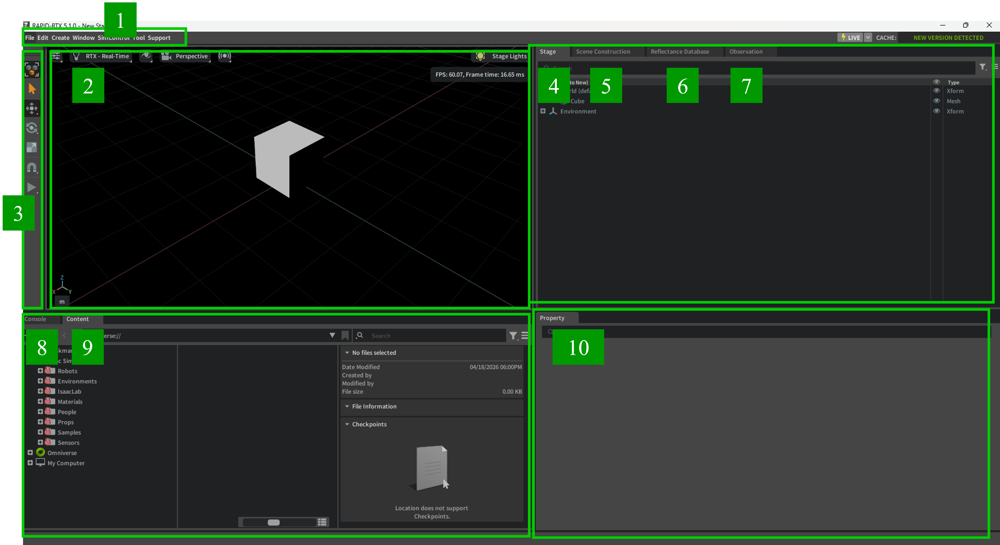 1
RAPID-RTX 5.1.0 - New Sta
File Edit Create Window SimControl Tool Support
LIVE CACHE: NEW VERSION DETECTED
RTX - Real-Time Perspective Stage Lights
FPS: 60.07, Frame time: 16.65 ms
2
3
Z
X Y
m
Stage Scene Construction Reflectance Database Observation
Search
4 5 6 7
to New) Type
rld (defa Xform
Cube Mesh
Environment Xform
Console Content
erse:// Search
8 9
kmar
c Sim
Robots
Environments
IsaacLab
Materials
People
Props
Samples
Sensors
Omniverse
My Computer
No files selected
Date Modified 04/18/2026 06:00PM
Created by
Modified by
File size 0.00 KB
File Information
Checkpoints
Location does not support
Checkpoints.
Property
10